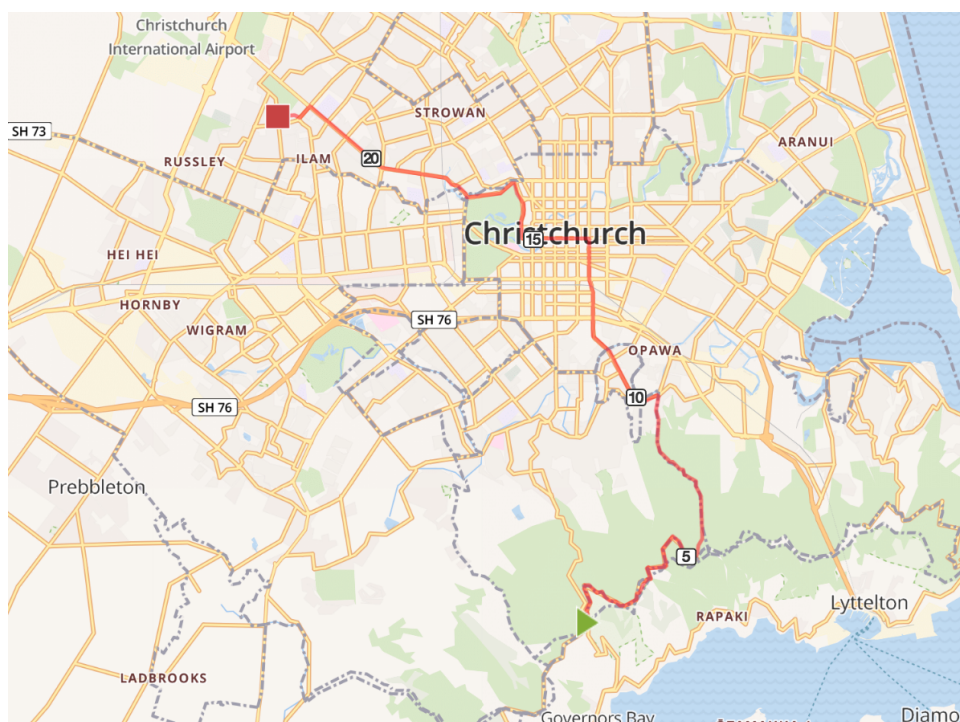 Christchurch
International Airport
STROWAN
SH 73
ARANUI
RUSSLEY
ILAM
20
Christchurch
15
HEI HEI
HORNBY
SH 76
WIGRAM
OPAWA
10
SH 76
Prebbleton
5
Lyttelton
RAPAKI
LADBROOKS
Governors Bay
Diamo